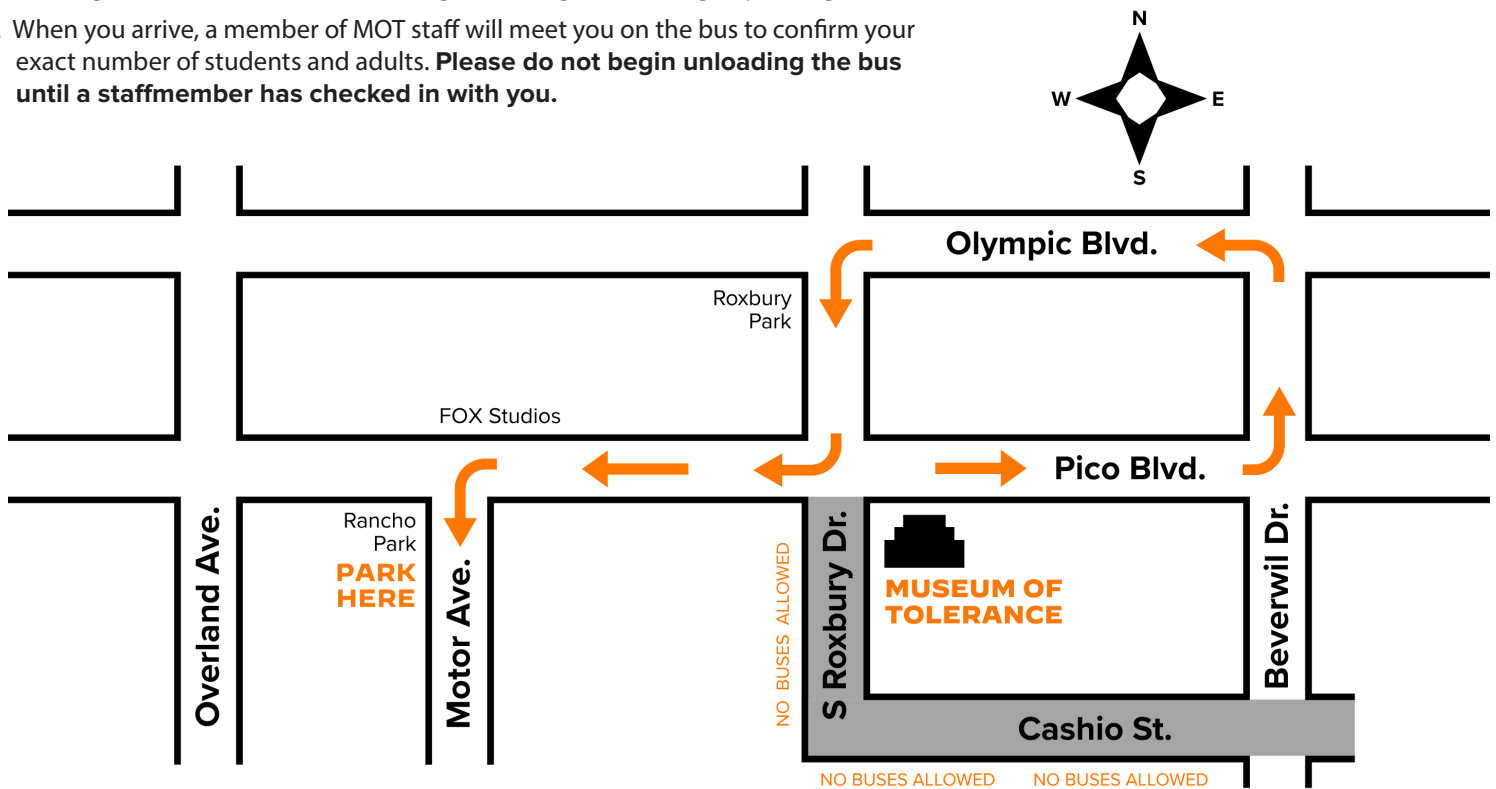 When you arrive, a member of MOT staff will meet you on the bus to confirm your
exact number of students and adults. Please do not begin unloading the bus
until a staffmember has checked in with you.
N
W
E
S
Olympic Blvd.
Roxbury
Park
FOX Studios
Pico Blvd.
Rancho
Park
PARK
HERE
Overland Ave.
Motor Ave.
NO BUSES ALLOWED
S Roxbury Dr.
MUSEUM OF
TOLERANCE
Beverwil Dr.
Cashio St.
NO BUSES ALLOWED
NO BUSES ALLOWED